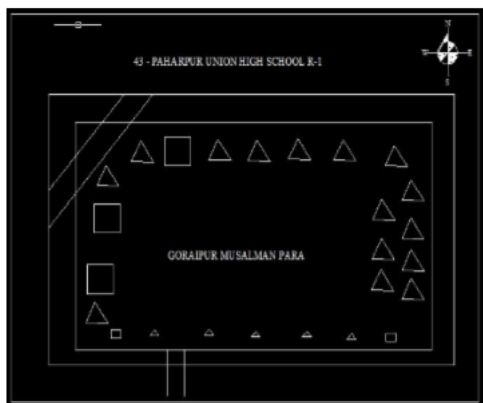 43 - PAHARPUR UNION HIGH SCHOOL R-1
N
W E
S
GORAIPUR MUSALMAN PARA